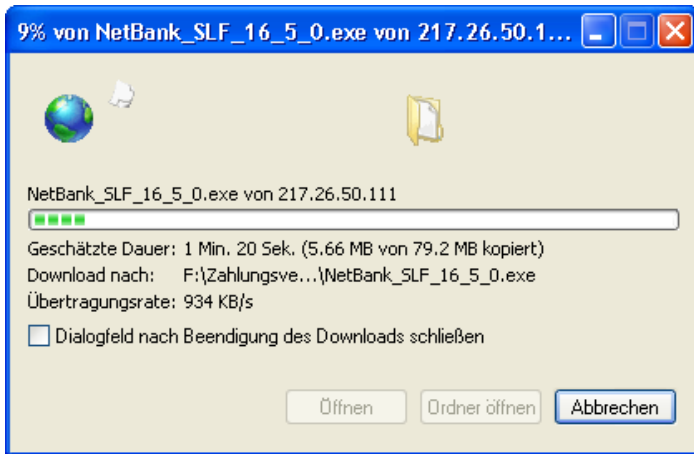 9% von NetBank_SLF_16_5_0.exe von 217.26.50.1...
NetBank_SLF_16_5_0.exe von 217.26.50.111
Geschätzte Dauer: 1 Min. 20 Sek. (5.66 MB von 79.2 MB kopiert)
Download nach: F:\Zahlungsve...\NetBank_SLF_16_5_0.exe
Übertragungsrate: 934 KB/s
Dialogfeld nach Beendigung des Downloads schließen
Öffnen Ordner öffnen Abbrechen